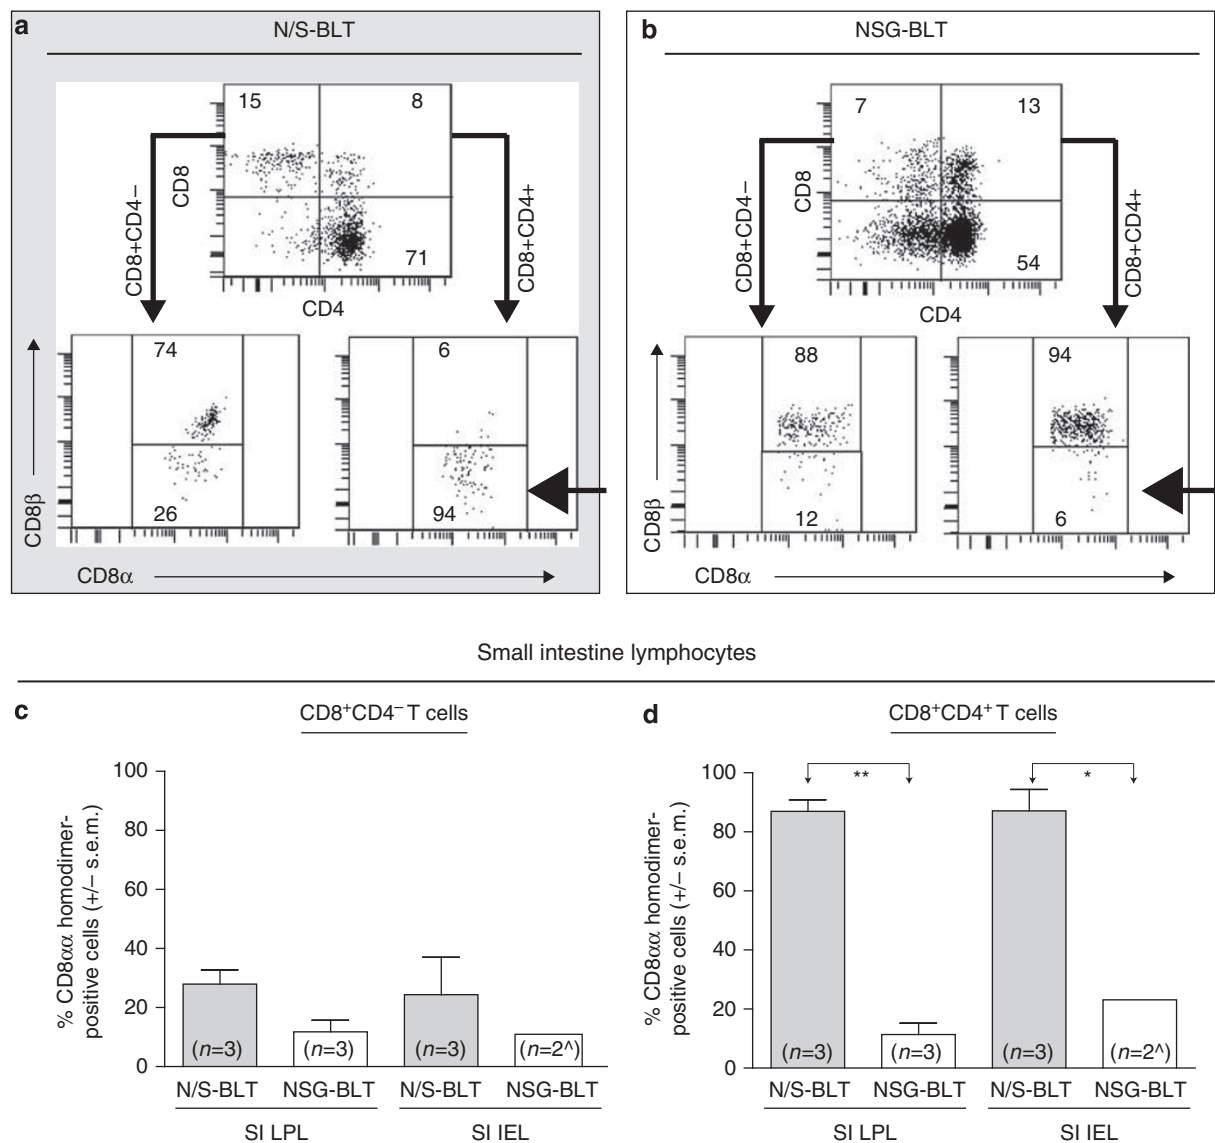 a
N/S-BLT
15
8
CD8
71
CD4
CD8+CD4−
CD8+CD4+
74
26
6
94
CD8β
CD8α
b
NSG-BLT
7
13
CD8
54
CD4
CD8+CD4−
CD8+CD4+
88
12
94
6
CD8β
CD8α
Small intestine lymphocytes
c
CD8⁺CD4⁻ T cells
% CD8αα homodimer-
positive cells (+/− s.e.m.)
100
80
60
40
20
0
(n=3)
(n=3)
(n=3)
(n=2^)
N/S-BLT
NSG-BLT
N/S-BLT
NSG-BLT
SI LPL
SI IEL
d
CD8⁺CD4⁺ T cells
% CD8αα homodimer-
positive cells (+/− s.e.m.)
100
80
60
40
20
0
**
*
(n=3)
(n=3)
(n=3)
(n=2^)
N/S-BLT
NSG-BLT
N/S-BLT
NSG-BLT
SI LPL
SI IEL